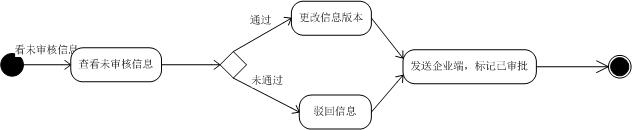 看未审核信息
查看未审核信息
通过
更改信息版本
未通过
驳回信息
发送企业端，标记已审批